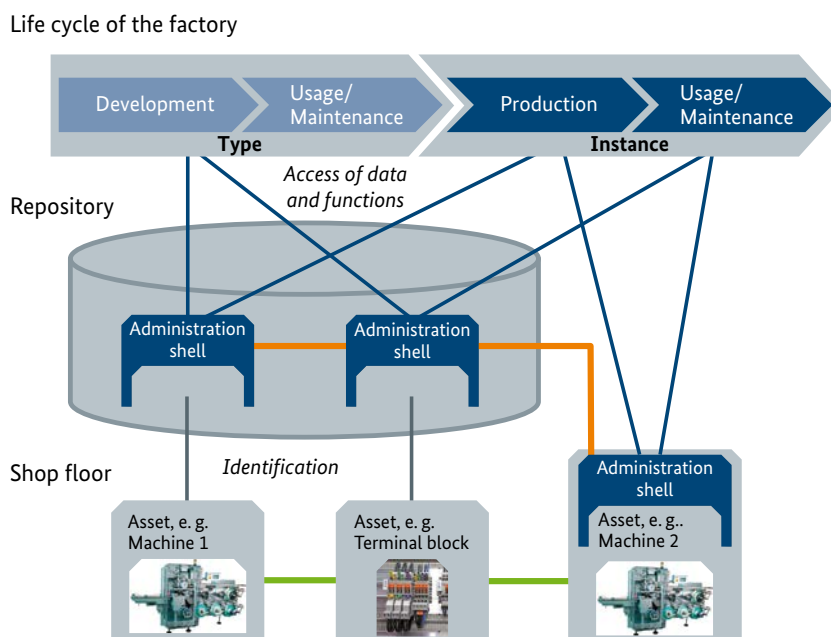 Life cycle of the factory
Development
Usage/
Maintenance
Production
Usage/
Maintenance
Type
Instance
Access of data
and functions
Repository
Administration
shell
Administration
shell
Identification
Shop floor
Administration
shell
Asset, e. g.
Machine 1
Asset, e. g.
Terminal block
Asset, e. g..
Machine 2